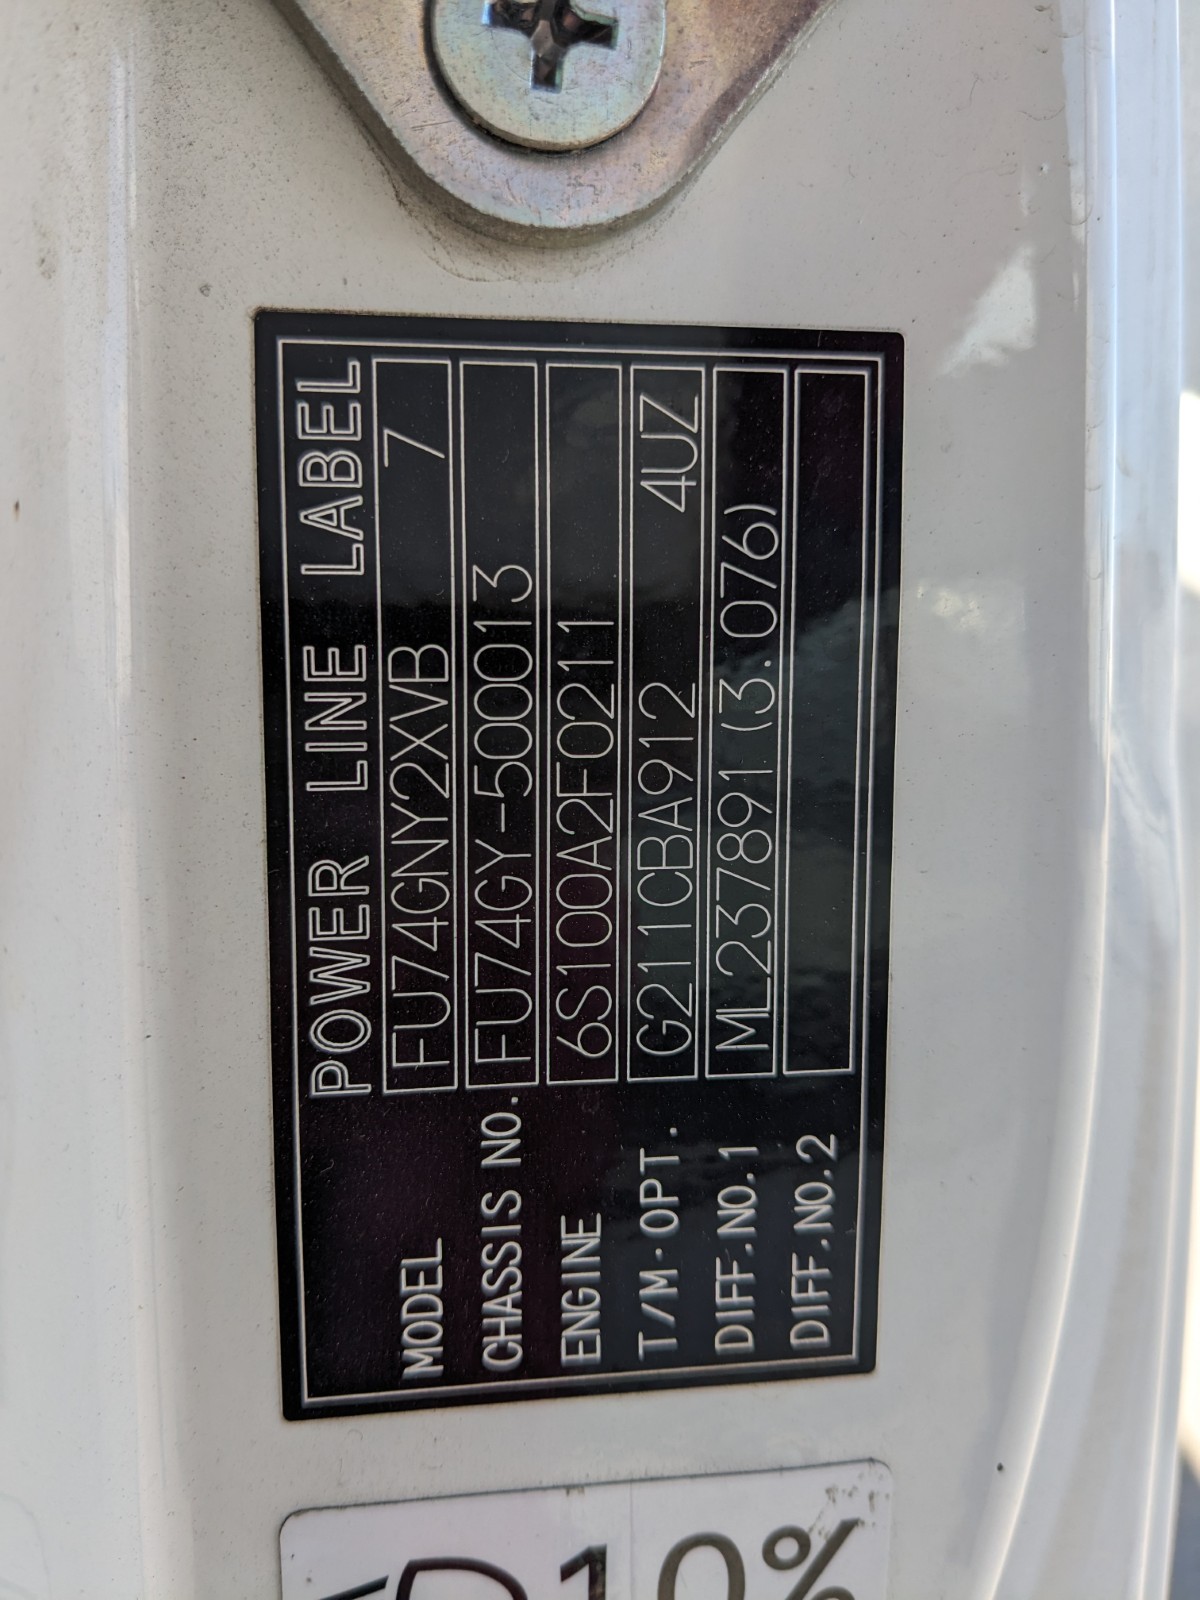 POWER LINE LABEL
MODEL FU74GNY2XVB 7
CHASSIS NO. FU74GY-500013
ENGINE 6S100A2F0211
T/M·OPT. G211CBA912 4UZ
DIFF.NO.1 ML237891(3.076)
DIFF.NO.2
10%